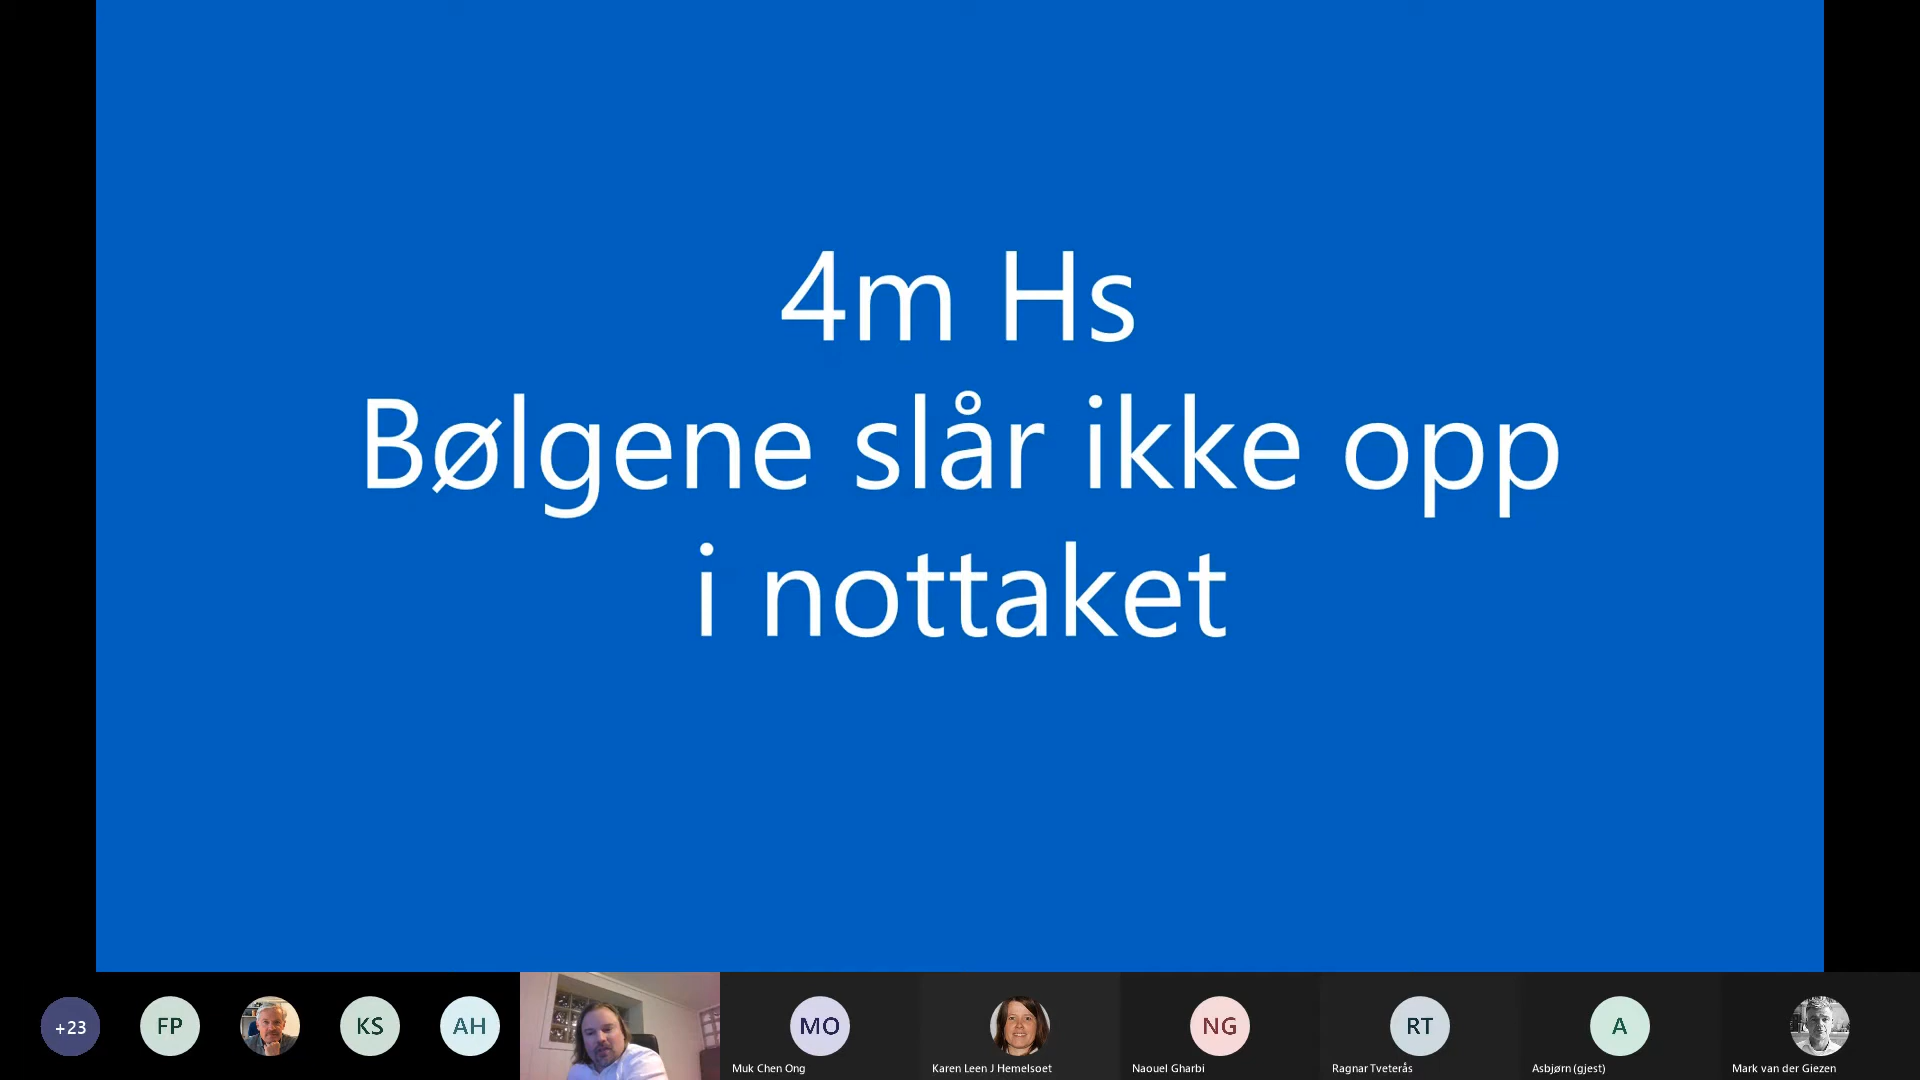 4m Hs
Bølgene slår ikke opp
i nottaket
+23
FP
KS
AH
MO
NG
RT
A
Muk Chen Ong
Karen Leen J Hemelsoet
Naouel Gharbi
Ragnar Tveterås
Asbjørn (gjest)
Mark van der Giezen